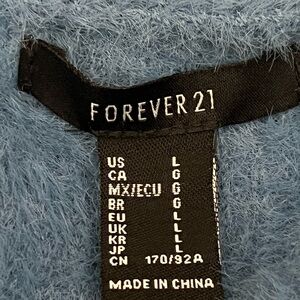 FOREVER 21
US L
CA G
MX/ECU G
BR G
EU L
UK L
KR L
JP L
CN 170/92A
MADE IN CHINA